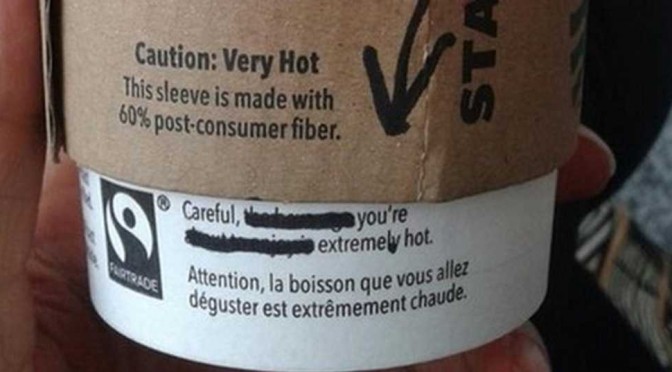 Caution: Very Hot
This sleeve is made with
60% post-consumer fiber.
STA
® Careful, you're
extremely hot.
FAIRTRADE
Attention, la boisson que vous allez
déguster est extrêmement chaude.